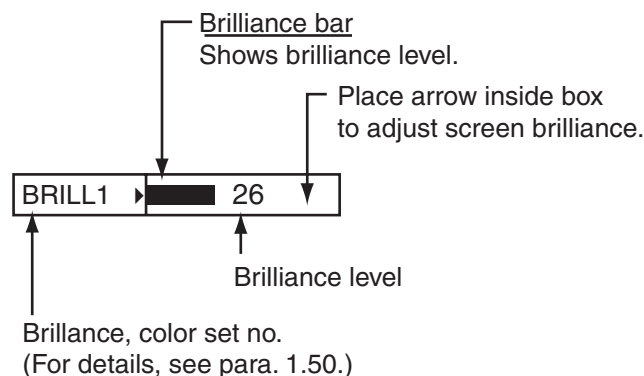 Brilliance bar
Shows brilliance level.
Place arrow inside box
to adjust screen brilliance.
BRILL1 26
Brilliance level
Brillance, color set no.
(For details, see para. 1.50.)